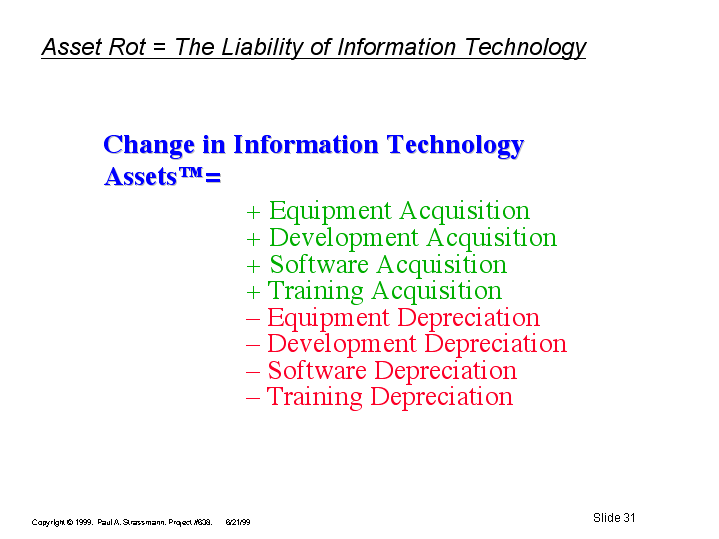 Asset Rot = The Liability of Information Technology
Change in Information Technology
Assets™=
+ Equipment Acquisition
+ Development Acquisition
+ Software Acquisition
+ Training Acquisition
– Equipment Depreciation
– Development Depreciation
– Software Depreciation
– Training Depreciation
Copyright © 1999. Paul A. Strassmann. Project #638. 6/21/99
Slide 31